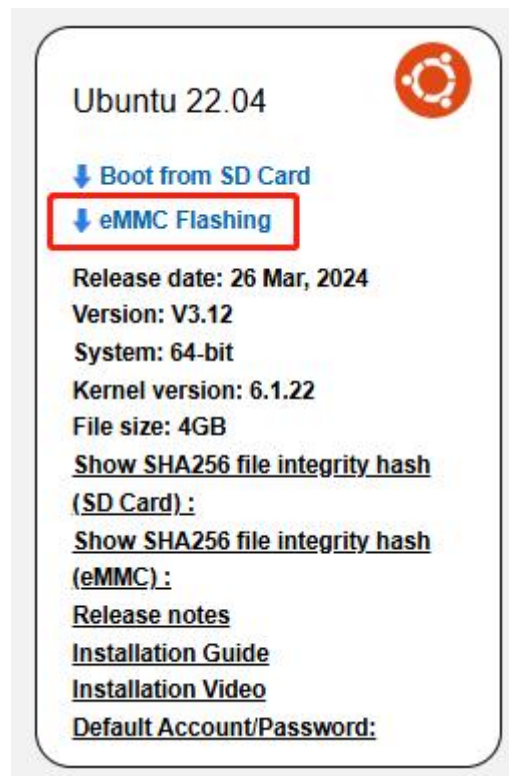 Ubuntu 22.04
Boot from SD Card
eMMC Flashing
Release date: 26 Mar, 2024
Version: V3.12
System: 64-bit
Kernel version: 6.1.22
File size: 4GB
Show SHA256 file integrity hash
(SD Card) :
Show SHA256 file integrity hash
(eMMC) :
Release notes
Installation Guide
Installation Video
Default Account/Password: